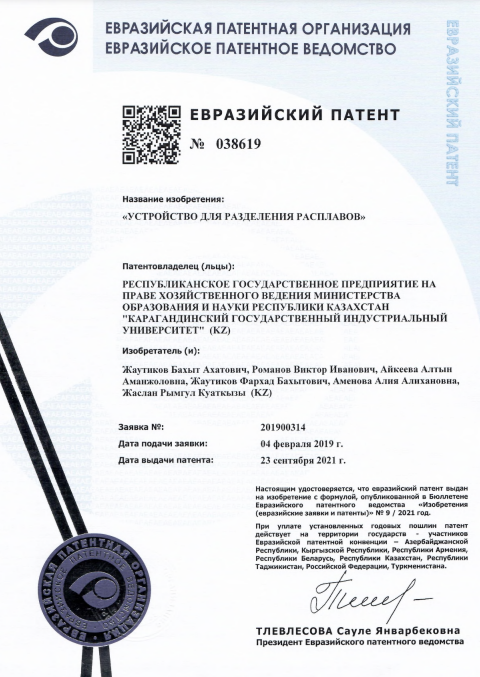 ЕВРАЗИЙСКАЯ ПАТЕНТНАЯ ОРГАНИЗАЦИЯ
ЕВРАЗИЙСКОЕ ПАТЕНТНОЕ ВЕДОМСТВО
ЕВРАЗИЙСКИЙ ПАТЕНТ
ЕВРАЗИЙСКИЙ ПАТЕНТ
№ 038619
Название изобретения:
«УСТРОЙСТВО ДЛЯ РАЗДЕЛЕНИЯ РАСПЛАВОВ»
Патентовладелец (льцы):
РЕСПУБЛИКАНСКОЕ ГОСУДАРСТВЕННОЕ ПРЕДПРИЯТИЕ НА
ПРАВЕ ХОЗЯЙСТВЕННОГО ВЕДЕНИЯ МИНИСТЕРСТВА
ОБРАЗОВАНИЯ И НАУКИ РЕСПУБЛИКИ КАЗАХСТАН
"КАРАГАНДИНСКИЙ ГОСУДАРСТВЕННЫЙ ИНДУСТРИАЛЬНЫЙ
УНИВЕРСИТЕТ" (KZ)
Изобретатель (и):
Жаутиков Бахыт Ахатович, Романов Виктор Иванович, Айкеева Алтын
Аманжоловна, Жаутиков Фархад Бахытович, Аменова Алия Алихановна,
Жаслан Рымгул Куаткызы (KZ)
Заявка №: 201900314
Дата подачи заявки: 04 февраля 2019 г.
Дата выдачи патента: 23 сентября 2021 г.
Настоящим удостоверяется, что евразийский патент выдан
на изобретение с формулой, опубликованной в Бюллетене
Евразийского патентного ведомства «Изобретения
(евразийские заявки и патенты)» № 9 / 2021 год.
При уплате установленных годовых пошлин патент
действует на территории государств - участников
Евразийской патентной конвенции – Азербайджанской
Республики, Кыргызской Республики, Республики Армения,
Республики Беларусь, Республики Казахстан, Республики
Таджикистан, Российской Федерации, Туркменистана.
ЕВРАЗИЙСКАЯ ПАТЕНТНАЯ ОРГАНИЗАЦИЯ
ТЛЕВЛЕСОВА Сауле Январбековна
Президент Евразийского патентного ведомства